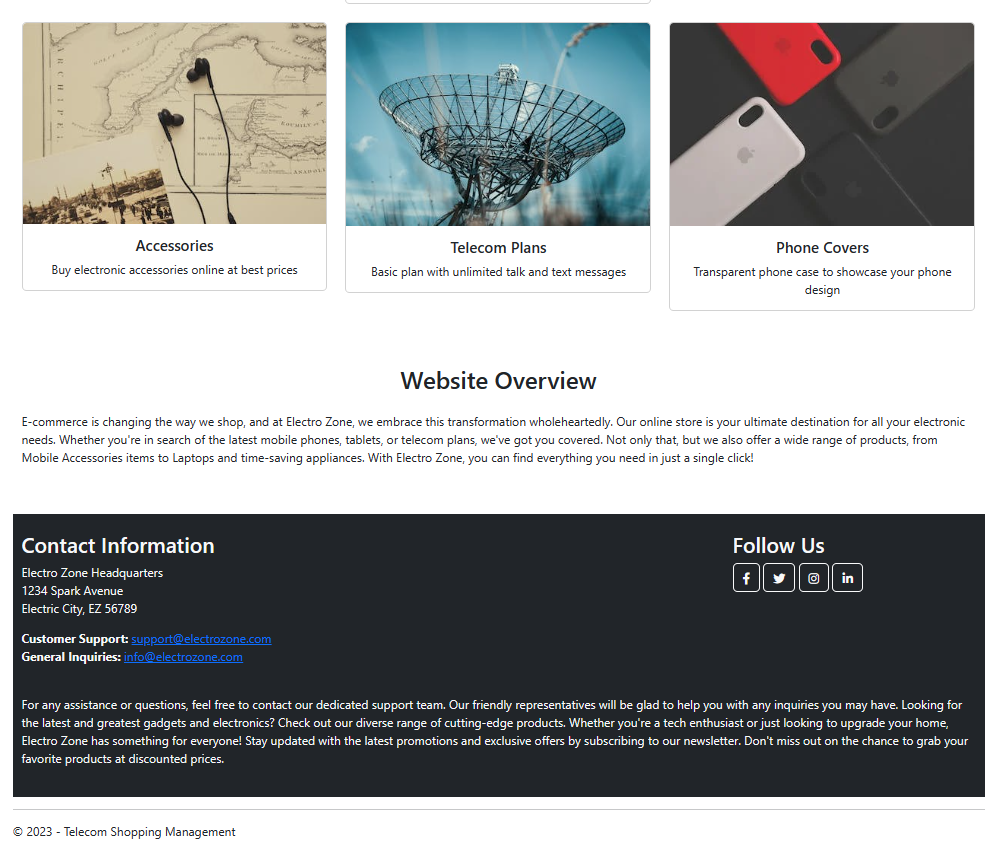 ARCHIPEL
Accessories
Buy electronic accessories online at best prices
Telecom Plans
Basic plan with unlimited talk and text messages
Phone Covers
Transparent phone case to showcase your phone
design
Website Overview
E-commerce is changing the way we shop, and at Electro Zone, we embrace this transformation wholeheartedly. Our online store is your ultimate destination for all your electronic
needs. Whether you're in search of the latest mobile phones, tablets, or telecom plans, we've got you covered. Not only that, but we also offer a wide range of products, from
Mobile Accessories items to Laptops and time-saving appliances. With Electro Zone, you can find everything you need in just a single click!
Contact Information
Electro Zone Headquarters
1234 Spark Avenue
Electric City, EZ 56789
Customer Support: support@electrozone.com
General Inquiries: info@electrozone.com
Follow Us
For any assistance or questions, feel free to contact our dedicated support team. Our friendly representatives will be glad to help you with any inquiries you may have. Looking for
the latest and greatest gadgets and electronics? Check out our diverse range of cutting-edge products. Whether you're a tech enthusiast or just looking to upgrade your home,
Electro Zone has something for everyone! Stay updated with the latest promotions and exclusive offers by subscribing to our newsletter. Don't miss out on the chance to grab your
favorite products at discounted prices.
© 2023 - Telecom Shopping Management